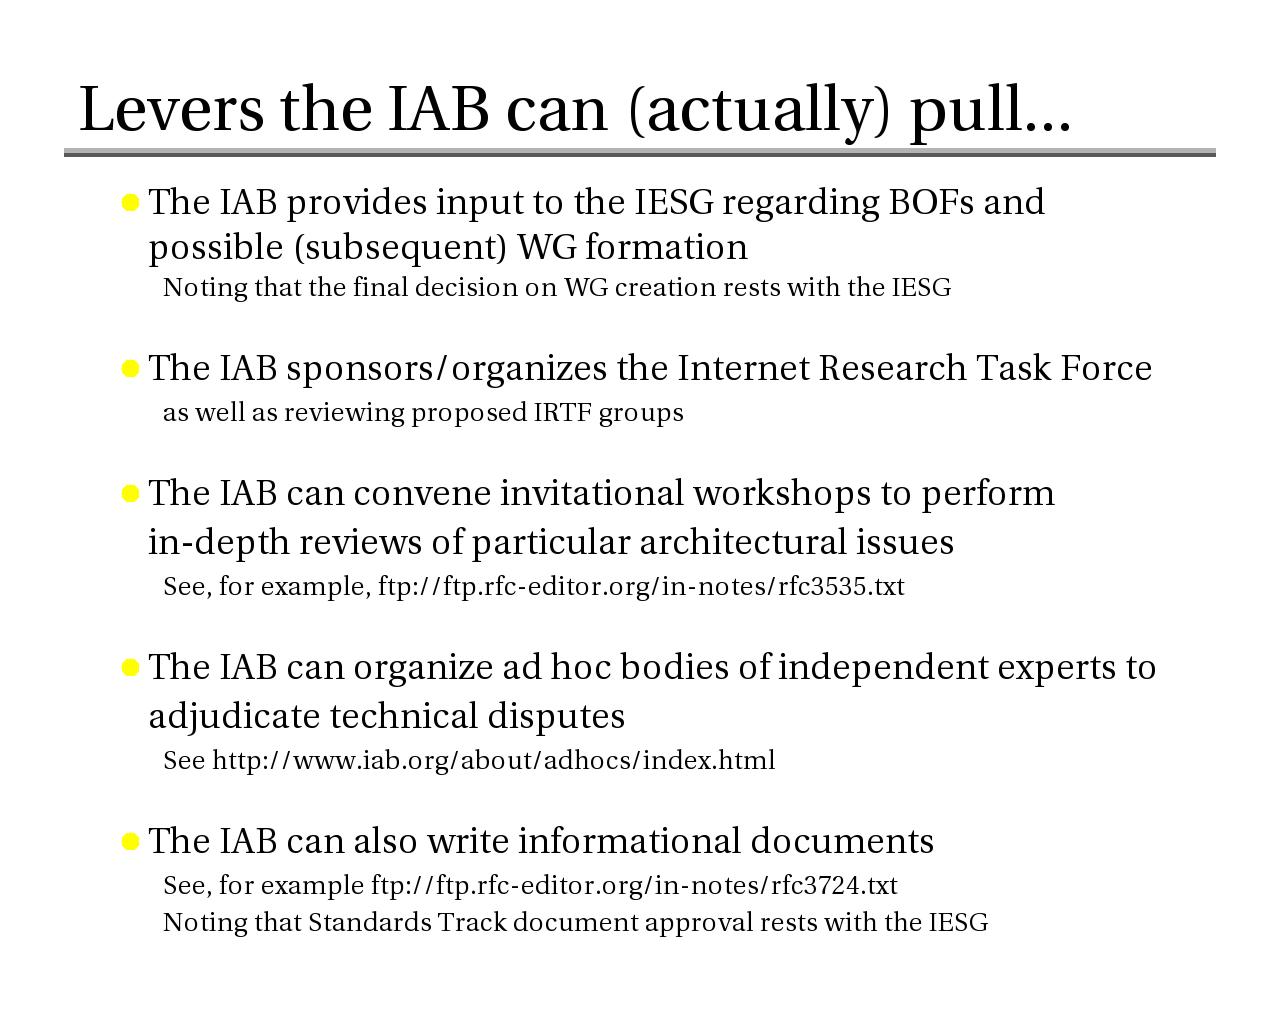 Levers the IAB can (actually) pull...
The IAB provides input to the IESG regarding BOFs and
possible (subsequent) WG formation
Noting that the final decision on WG creation rests with the IESG
The IAB sponsors/organizes the Internet Research Task Force
as well as reviewing proposed IRTF groups
The IAB can convene invitational workshops to perform
in-depth reviews of particular architectural issues
See, for example, ftp://ftp.rfc-editor.org/in-notes/rfc3535.txt
The IAB can organize ad hoc bodies of independent experts to
adjudicate technical disputes
See http://www.iab.org/about/adhocs/index.html
The IAB can also write informational documents
See, for example ftp://ftp.rfc-editor.org/in-notes/rfc3724.txt
Noting that Standards Track document approval rests with the IESG